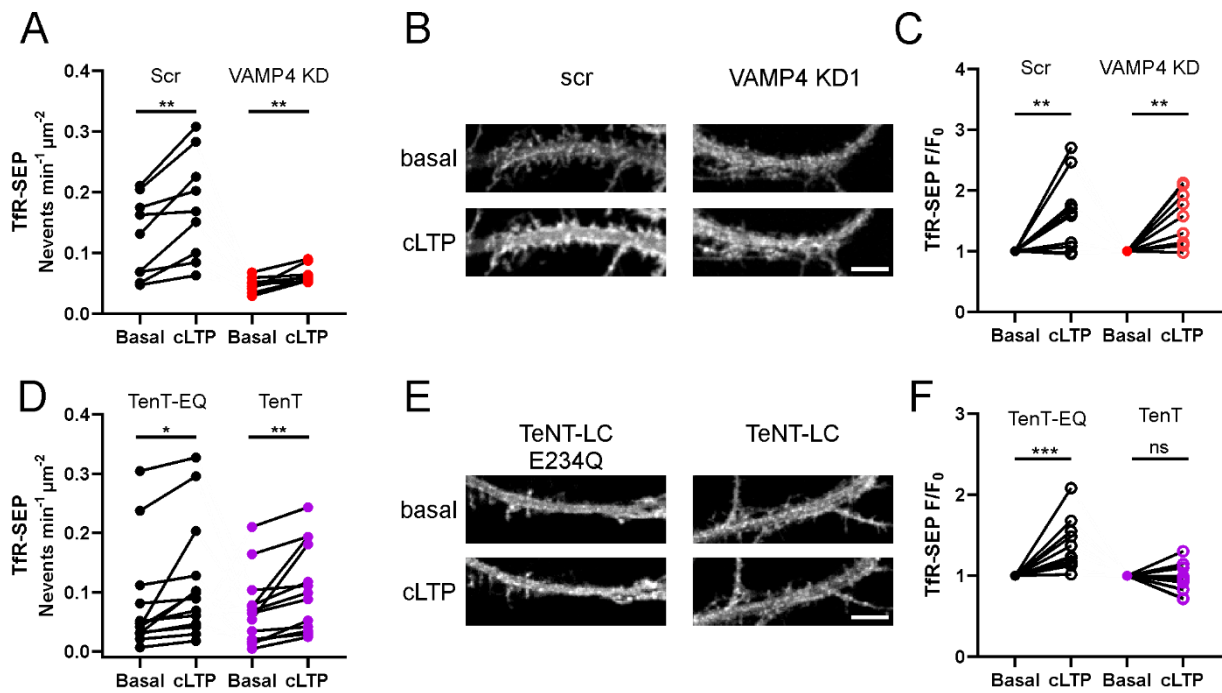 A
Scr VAMP4 KD
** **
TfR-SEP
Nevents min⁻¹ µm⁻²
0.4
0.3
0.2
0.1
0.0
Basal cLTP Basal cLTP
B
scr VAMP4 KD1
basal
cLTP
C
Scr VAMP4 KD
** **
TfR-SEP F/F₀
4
3
2
1
0
Basal cLTP Basal cLTP
D
TenT-EQ TenT
* **
TfR-SEP
Nevents min⁻¹ µm⁻²
0.4
0.3
0.2
0.1
0.0
Basal cLTP Basal cLTP
E
TeNT-LC
E234Q
TeNT-LC
basal
cLTP
F
TenT-EQ TenT
*** ns
TfR-SEP F/F₀
3
2
1
0
Basal cLTP Basal cLTP